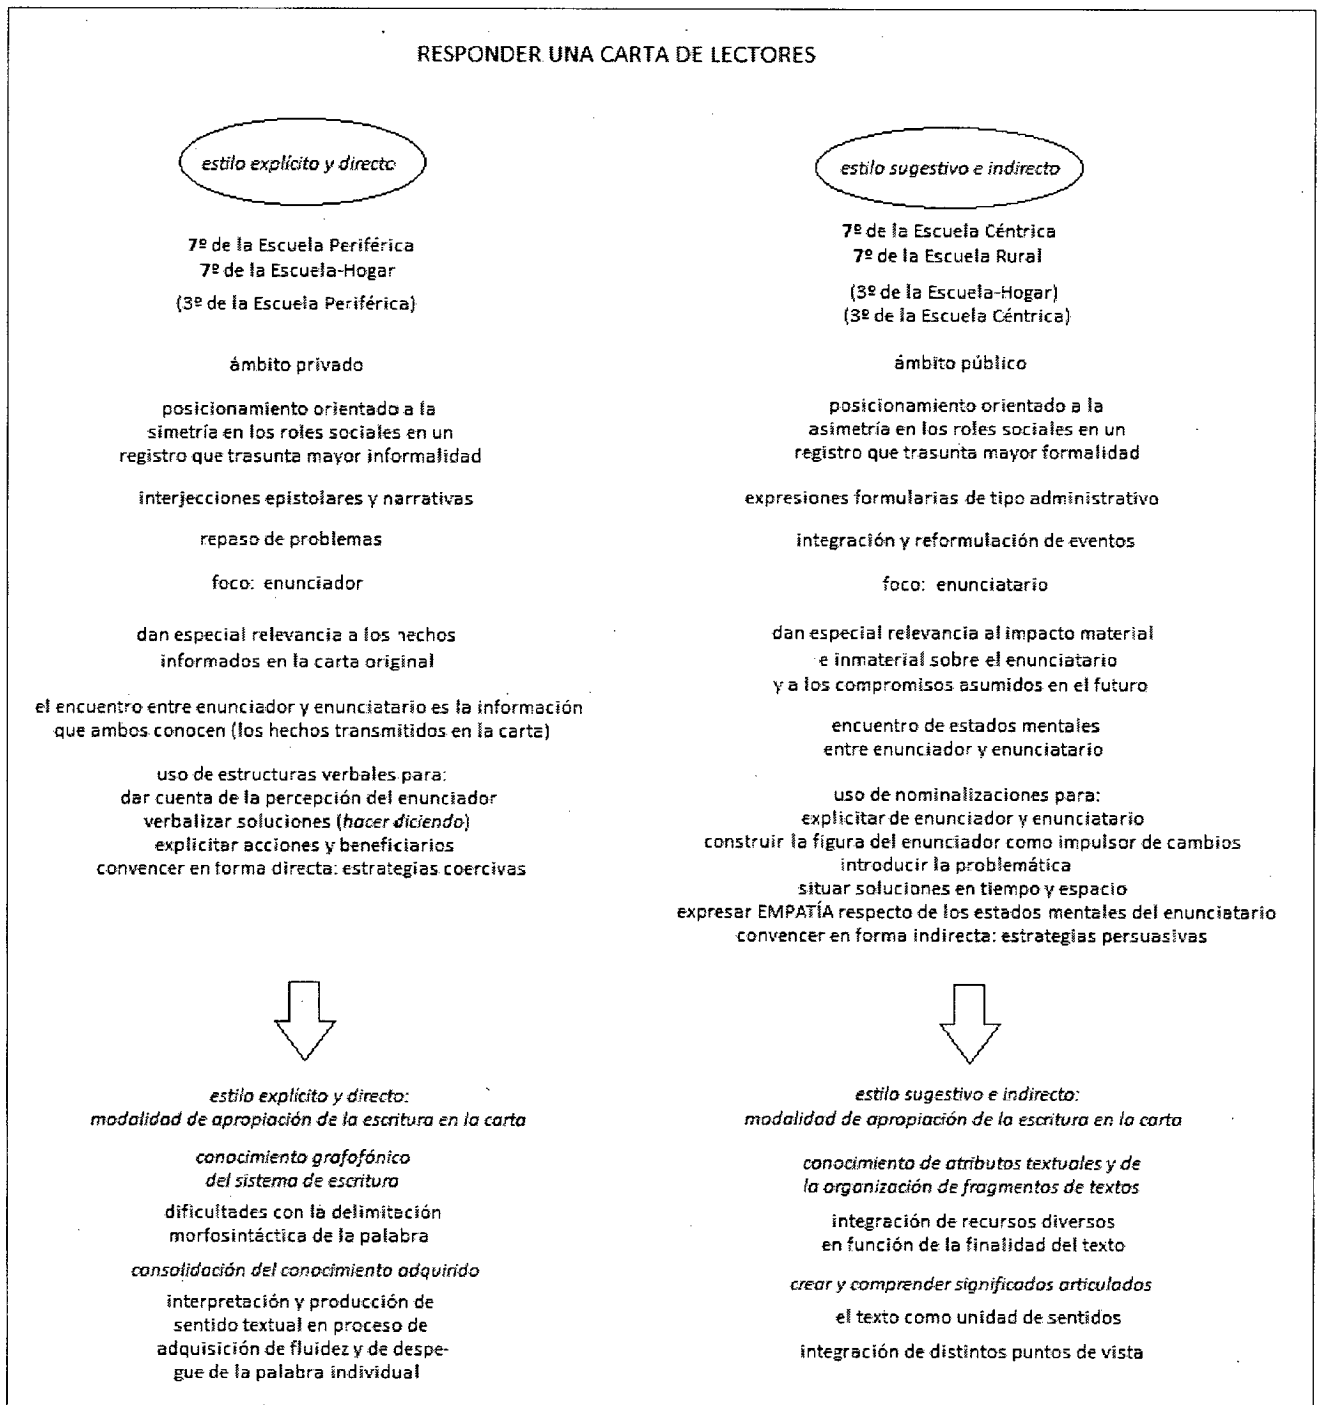 RESPONDER UNA CARTA DE LECTORES
estilo explícito y directo
7º de la Escuela Periférica
7º de la Escuela-Hogar
(3º de la Escuela Periférica)
ámbito privado
posicionamiento orientado a la
simetría en los roles sociales en un
registro que trasunta mayor informalidad
interjecciones epistolares y narrativas
repaso de problemas
foco: enunciador
dan especial relevancia a los hechos
informados en la carta original
el encuentro entre enunciador y enunciatario es la información
que ambos conocen (los hechos transmitidos en la carta)
uso de estructuras verbales para:
dar cuenta de la percepción del enunciador
verbalizar soluciones (hacer diciendo)
explicitar acciones y beneficiarios
convencer en forma directa: estrategias coercivas
estilo explícito y directo:
modalidad de apropiación de la escritura en la carta
conocimiento grafofónico
del sistema de escritura
dificultades con la delimitación
morfosintáctica de la palabra
consolidación del conocimiento adquirido
interpretación y producción de
sentido textual en proceso de
adquisición de fluidez y de despe-
gue de la palabra individual
estilo sugestivo e indirecto
7º de la Escuela Céntrica
7º de la Escuela Rural
(3º de la Escuela-Hogar)
(3º de la Escuela Céntrica)
ámbito público
posicionamiento orientado a la
asimetría en los roles sociales en un
registro que trasunta mayor formalidad
expresiones formularias de tipo administrativo
integración y reformulación de eventos
foco: enunciatario
dan especial relevancia al impacto material
e inmaterial sobre el enunciatario
y a los compromisos asumidos en el futuro
encuentro de estados mentales
entre enunciador y enunciatario
uso de nominalizaciones para:
explicitar de enunciador y enunciatario
construir la figura del enunciador como impulsor de cambios
introducir la problemática
situar soluciones en tiempo y espacio
expresar EMPATÍA respecto de los estados mentales del enunciatario
convencer en forma indirecta: estrategias persuasivas
estilo sugestivo e indirecto:
modalidad de apropiación de la escritura en la carta
conocimiento de atributos textuales y de
la organización de fragmentos de textos
integración de recursos diversos
en función de la finalidad del texto
crear y comprender significados articulados
el texto como unidad de sentidos
integración de distintos puntos de vista